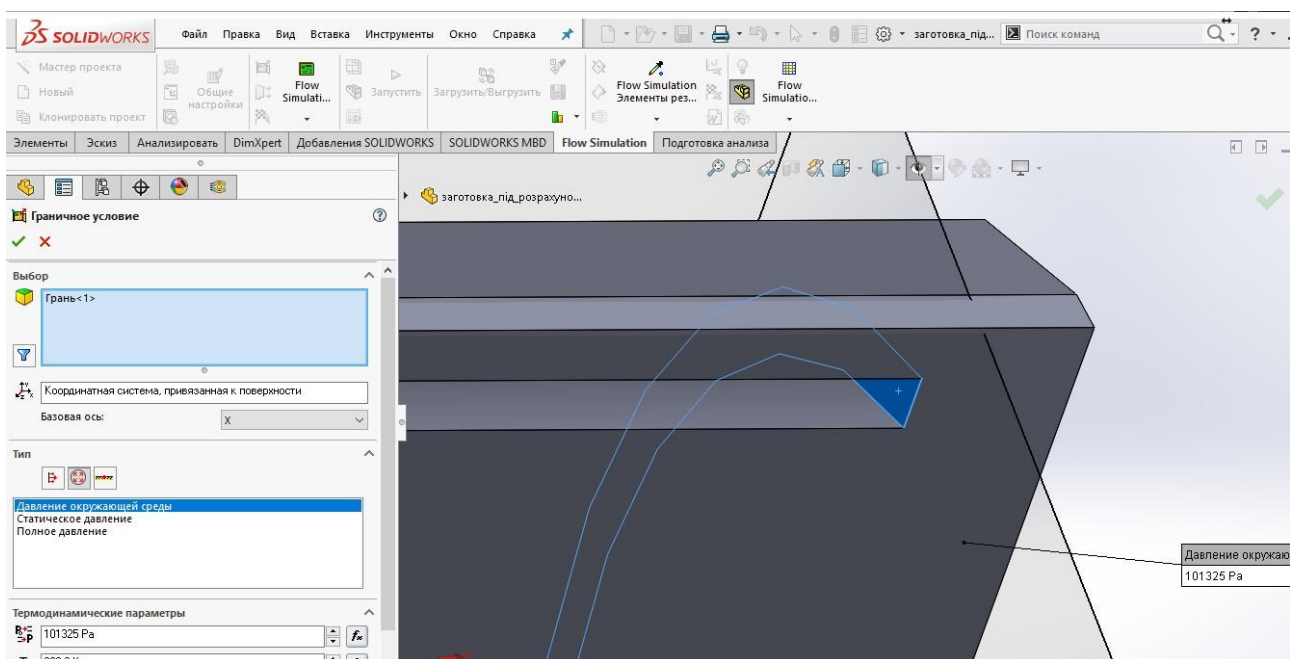 SOLIDWORKS Файл Правка Вид Вставка Инструменты Окно Справка заготовка_пiд... Поиск команд ?
Мастер проекта
Новый
Клонировать проект
Общие настройки
Flow Simulati...
Запустить
Загрузить/Выгрузить
Flow Simulation Элементы рез...
Flow Simulatio...
Элементы Эскиз Анализировать DimXpert Добавления SOLIDWORKS SOLIDWORKS MBD Flow Simulation Подготовка анализа
заготовка_пiд_розрахуно...
Граничное условие
Выбор
Грань<1>
Координатная система, привязанная к поверхности
Базовая ось: X
Тип
Давление окружающей среды
Статическое давление
Полное давление
Давление окружаю
101325 Pa
Термодинамические параметры
101325 Pa